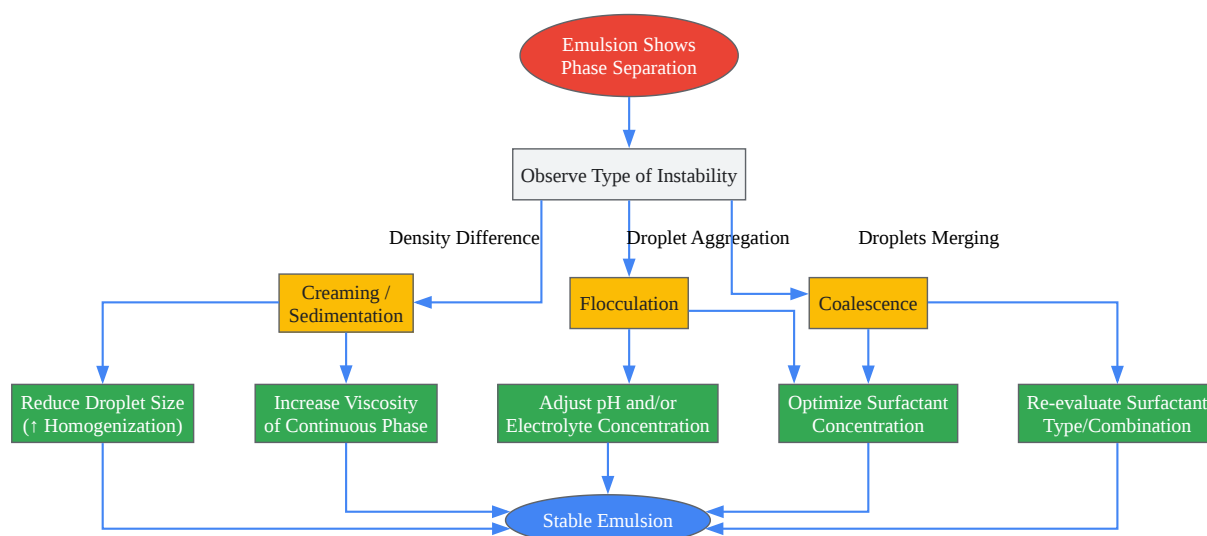 Emulsion Shows
Phase Separation
Observe Type of Instability
Density Difference
Droplet Aggregation
Droplets Merging
Creaming /
Sedimentation
Flocculation
Coalescence
Reduce Droplet Size
(↑ Homogenization)
Increase Viscosity
of Continuous Phase
Adjust pH and/or
Electrolyte Concentration
Optimize Surfactant
Concentration
Re-evaluate Surfactant
Type/Combination
Stable Emulsion